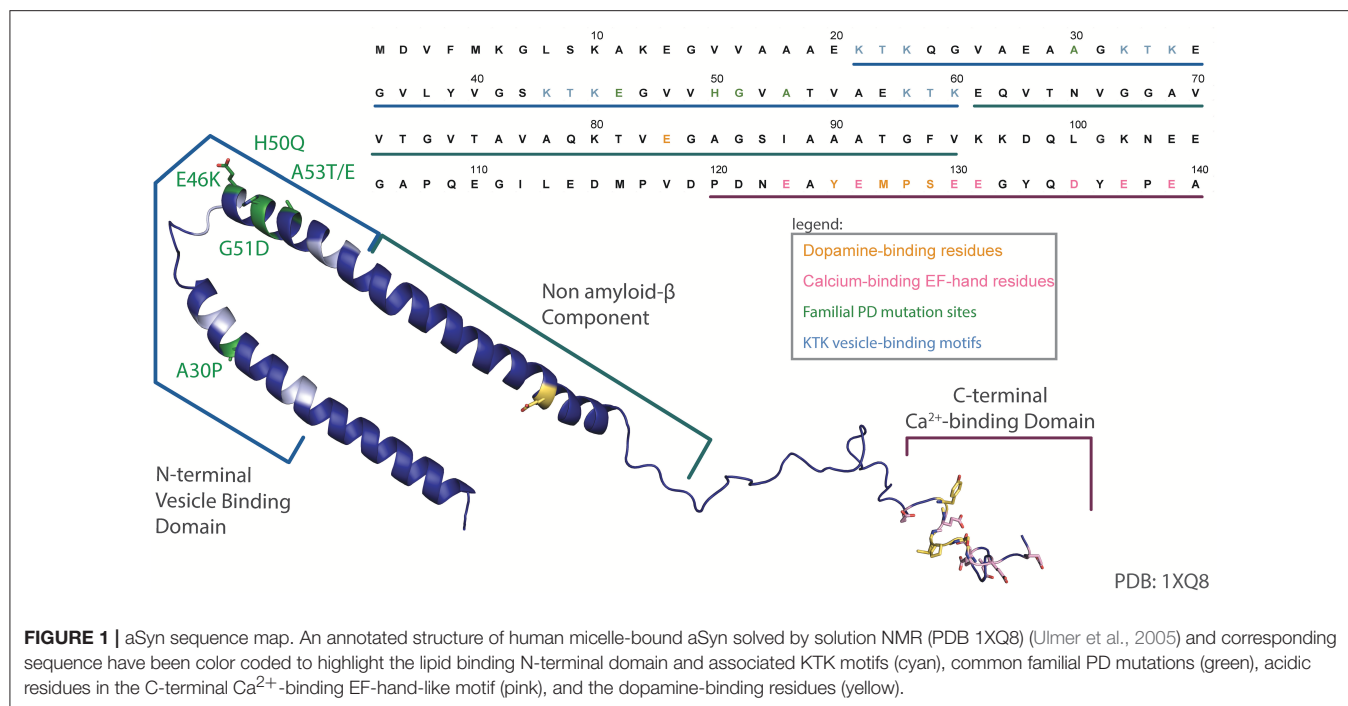 10 20 30
M D V F M K G L S K A K E G V V A A A E K T K Q G V A E A A G K T K E
40 50 60 70
G V L Y V G S K T K E G V V H G V A T V A E K T K E Q V T N V G G A V
80 90 100
V T G V T A V A Q K T V E G A G S I A A A T G F V K K D Q L G K N E E
110 120 130 140
G A P Q E G I L E D M P V D P D N E A Y E M P S E E G Y Q D Y E P E A
H50Q
E46K
A53T/E
G51D
A30P
Non amyloid-β
Component
N-terminal
Vesicle Binding
Domain
legend:
Dopamine-binding residues
Calcium-binding EF-hand residues
Familial PD mutation sites
KTK vesicle-binding motifs
C-terminal
Ca²⁺-binding Domain
PDB: 1XQ8
FIGURE 1 | aSyn sequence map. An annotated structure of human micelle-bound aSyn solved by solution NMR (PDB 1XQ8) (Ulmer et al., 2005) and corresponding
sequence have been color coded to highlight the lipid binding N-terminal domain and associated KTK motifs (cyan), common familial PD mutations (green), acidic
residues in the C-terminal Ca²⁺-binding EF-hand-like motif (pink), and the dopamine-binding residues (yellow).